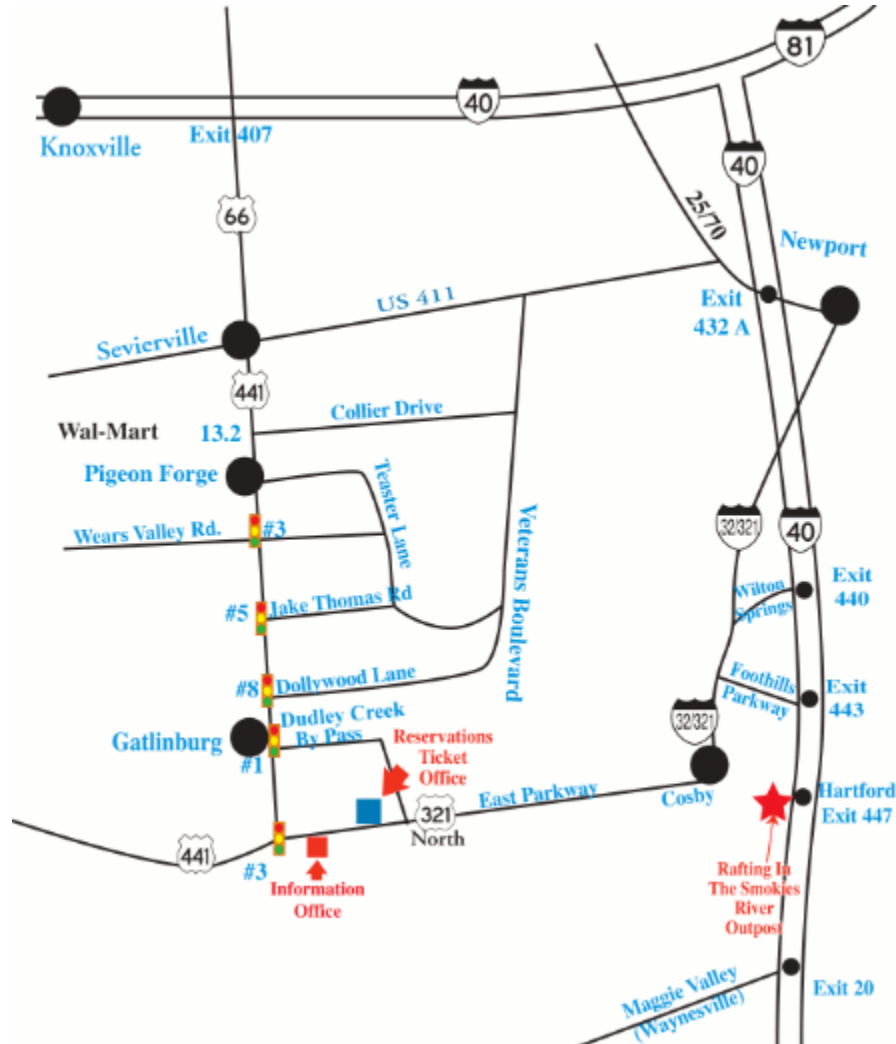 81
40
Knoxville
Exit 407
40
66
25/70
Newport
US 411
Exit
432 A
Sevierville
441
Collier Drive
Wal-Mart
13.2
Pigeon Forge
Teaster Lane
Veterans Boulevard
Wears Valley Rd.
#3
32/321
40
Exit
440
Wilton
Springs
#5
Jake Thomas Rd
Foothills
Parkway
Exit
443
#8
Dollywood Lane
32/321
Dudley Creek
By Pass
Gatlinburg
#1
Reservations
Ticket
Office
East Parkway
Cosby
Hartford
Exit 447
321
North
441
#3
Information
Office
Rafting In
The Smokies
River
Outpost
Maggie Valley
(Waynesville)
Exit 20